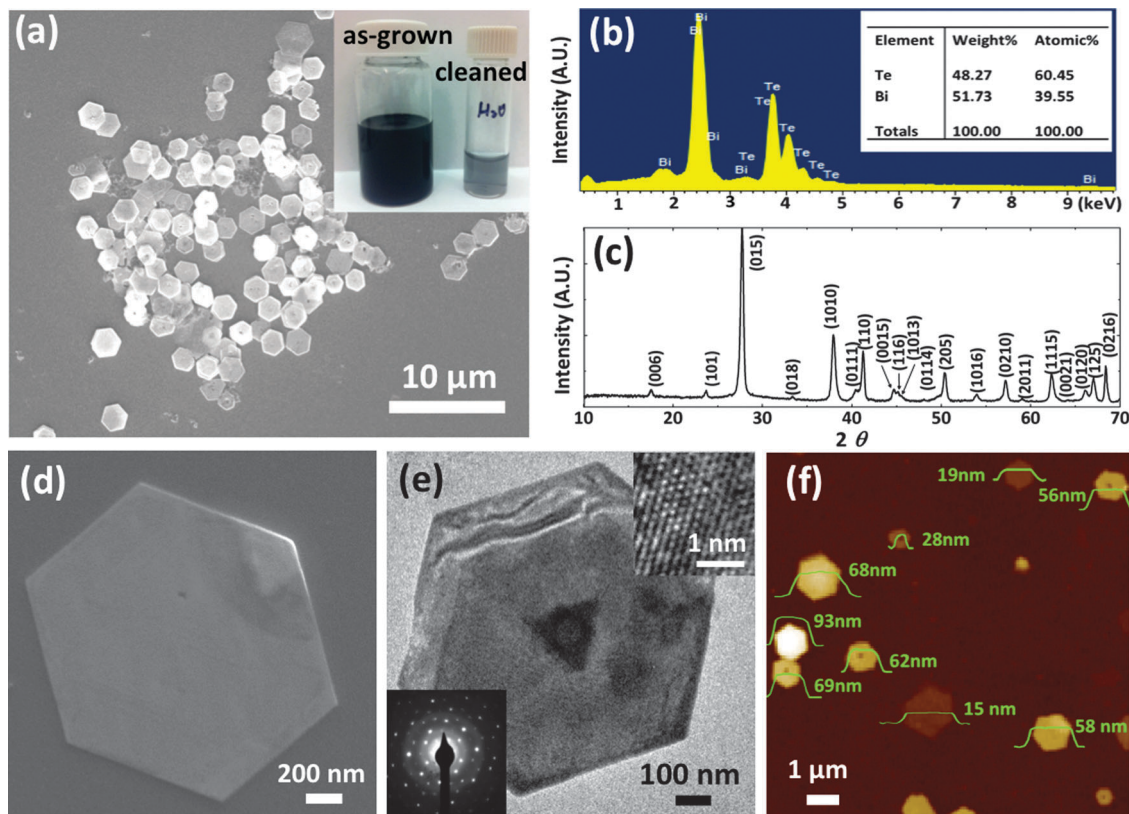 (a)
as-grown
cleaned
H₂O
10 μm
(b)
Intensity (A.U.)
Bi
B
Bi
Bi
Te
Bi
Te
Te
Te
Te
Te
Bi
Element Weight% Atomic%
Te 48.27 60.45
Bi 51.73 39.55
Totals 100.00 100.00
1 2 3 4 5 6 7 8 9 (keV)
(c)
Intensity (A.U.)
(006)
(101)
(015)
(018)
(1010)
(0111)
(110)
(0015)
(116)
(1013)
(0114)
(205)
(1016)
(0210)
(2011)
(1115)
(0021)
(0120)
(125)
(0216)
10 20 30 40 50 60 70
2 θ
(d)
200 nm
(e)
1 nm
100 nm
(f)
19nm
56nm
28nm
68nm
93nm
62nm
69nm
15 nm
58 nm
1 μm